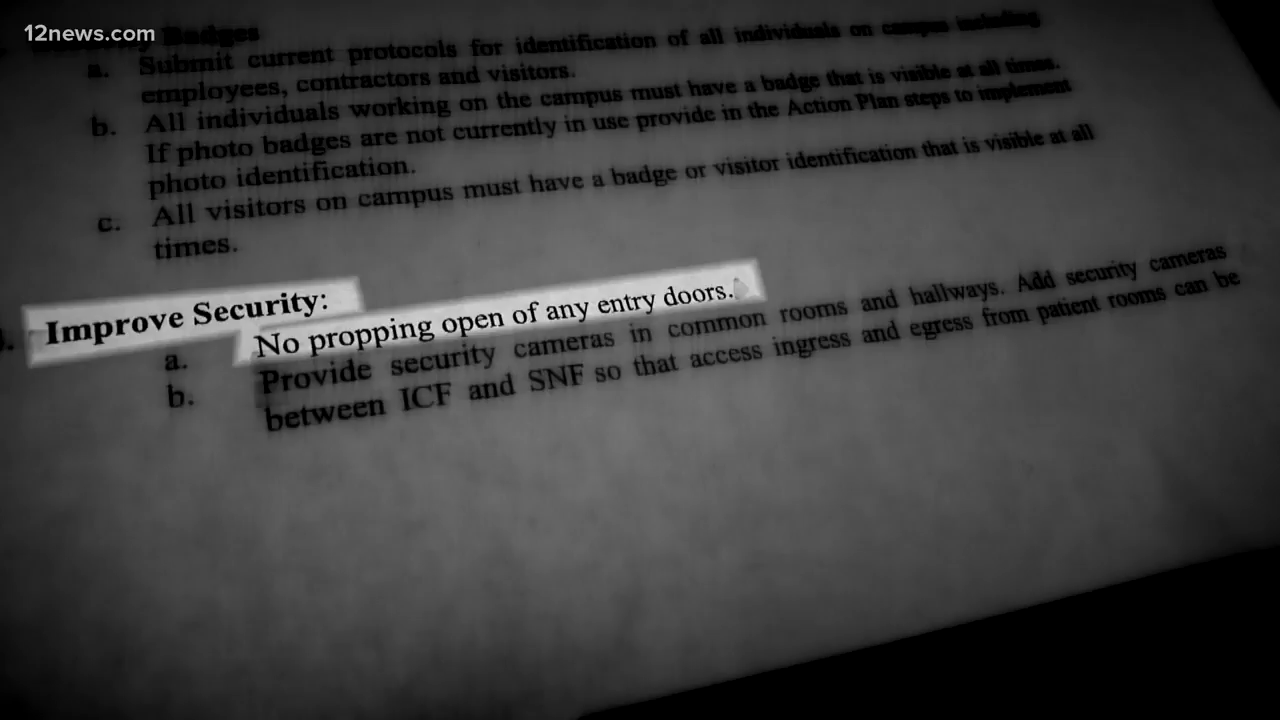 12news.com
Badges
a. Submit current protocols for identification of all individuals on campus including
employees, contractors and visitors.
b. All individuals working on the campus must have a badge that is visible at all times.
If photo badges are not currently in use provide in the Action Plan steps to implement
photo identification.
c. All visitors on campus must have a badge or visitor identification that is visible at all
times.
Improve Security:
a. No propping open of any entry doors.
b. Provide security cameras in common rooms and hallways. Add security cameras
between ICF and SNF so that access ingress and egress from patient rooms can be